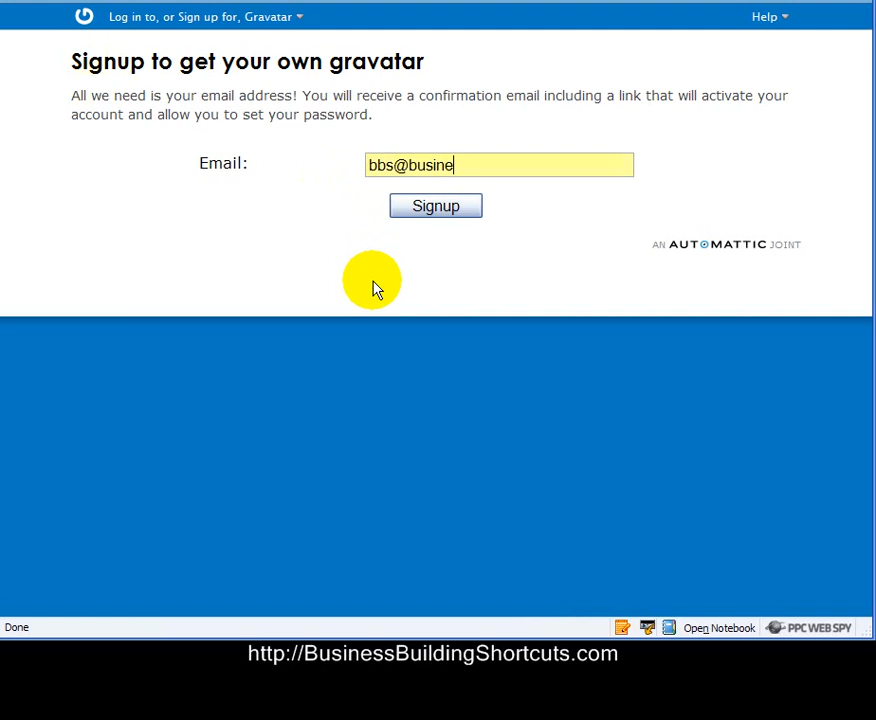 Log in to, or Sign up for, Gravatar Help
Signup to get your own gravatar
All we need is your email address! You will receive a confirmation email including a link that will activate your
account and allow you to set your password.
Email: bbs@busine
Signup
AN AUTOMATTIC JOINT
Done Open Notebook PPC WEB SPY
http://BusinessBuildingShortcuts.com